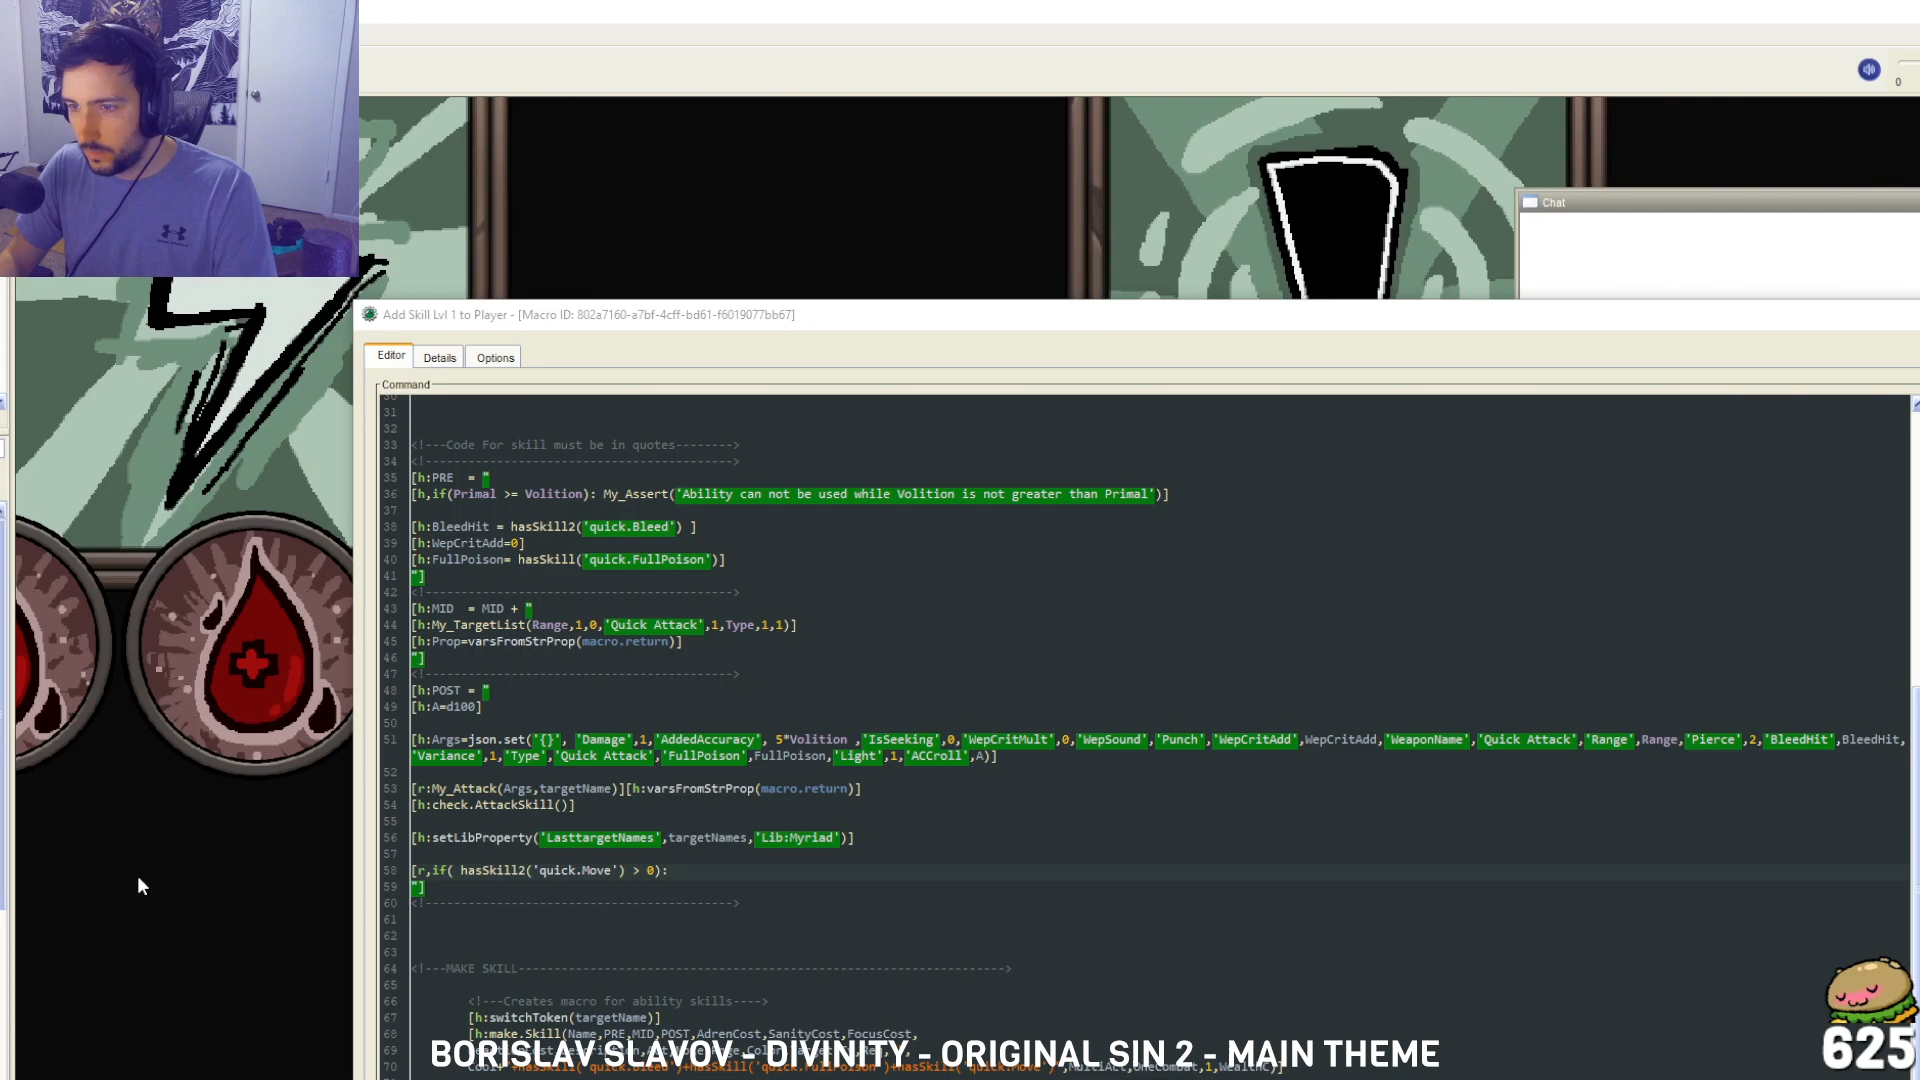 0
Chat
Add Skill Lvl 1 to Player - [Macro ID: 802a7160-a7bf-4cff-bd61-f6019077bb67]
Editor Details Options
Command
31
32
33 <!---Code For skill must be in quotes-------->
34 <!------------------------------------------->
35 [h:PRE = "
36 [h,if(Primal >= Volition): My_Assert('Ability can not be used while Volition is not greater than Primal')]
37
38 [h:BleedHit = hasSkill2('quick.Bleed') ]
39 [h:WepCritAdd=0]
40 [h:FullPoison= hasSkill('quick.FullPoison')]
41 "]
42 <!------------------------------------------->
43 [h:MID = MID + "
44 [h:My_TargetList(Range,1,0,'Quick Attack',1,Type,1,1)]
45 [h:Prop=varsFromStrProp(macro.return)]
46 "]
47 <!------------------------------------------->
48 [h:POST = "
49 [h:A=d100]
50
51 [h:Args=json.set('{}', 'Damage',1,'AddedAccuracy', 5*Volition ,'IsSeeking',0,'WepCritMult',0,'WepSound','Punch','WepCritAdd',WepCritAdd,'WeaponName','Quick Attack','Range',Range,'Pierce',2,'BleedHit',BleedHit,
'Variance',1,'Type','Quick Attack','FullPoison',FullPoison,'Light',1,'ACCroll',A)]
52
53 [r:My_Attack(Args,targetName)][h:varsFromStrProp(macro.return)]
54 [h:check.AttackSkill()]
55
56 [h:setLibProperty('LasttargetNames',targetNames,'Lib:Myriad')]
57
58 [r,if( hasSkill2('quick.Move') > 0):
59 "]
60 <!------------------------------------------->
61
62
63
64 <!---MAKE SKILL-------------------------------------------------------------------->
65
66 <!---Creates macro for ability skills---->
67 [h:switchToken(targetName)]
68 [h:make.Skill(Name,PRE,MID,POST,AdrenCost,SanityCost,FocusCost,
69
70
BORISLAV SLAVOV - DIVINITY - ORIGINAL SIN 2 - MAIN THEME
625